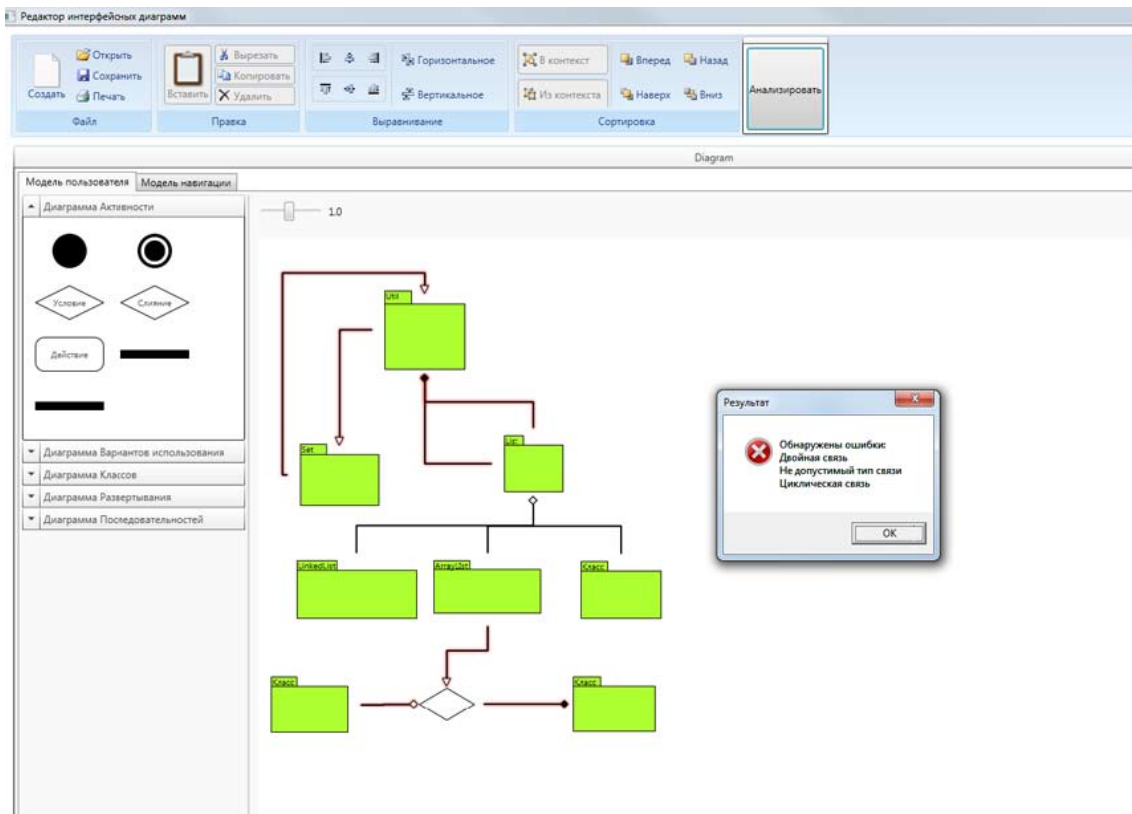 Редактор интерфейсных диаграмм
Создать
Открыть
Сохранить
Печать
Файл
Вставить
Вырезать
Копировать
Удалить
Правка
Горизонтальное
Вертикальное
Выравнивание
В контекст
Из контекста
Вперед
Назад
Наверх
Вниз
Сортировка
Анализировать
Diagram
Модель пользователя
Модель навигации
Диаграмма Активности
Условие
Слияние
Действие
Диаграмма Вариантов использования
Диаграмма Классов
Диаграмма Развертывания
Диаграмма Последовательностей
1.0
Util
Set
LinkedList
ArrayList
Класс
Класс
Класс
Результат
Обнаружены ошибки:
Двойная связь
Не допустимый тип связи
Циклическая связь
OK